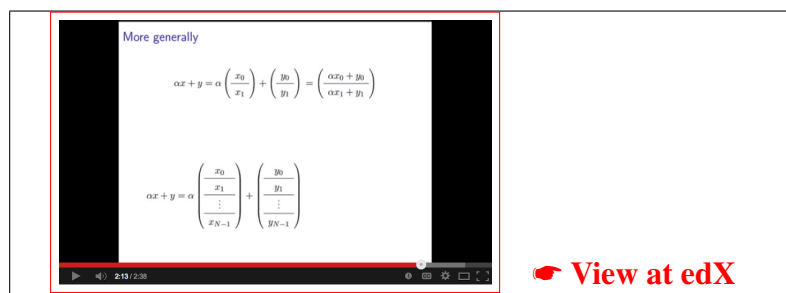 More generally
αx + y = α ( x₀ / x₁ ) + ( y₀ / y₁ ) = ( αx₀ + y₀ / αx₁ + y₁ )
αx + y = α ( x₀ / x₁ / ⋮ / x_{N−1} ) + ( y₀ / y₁ / ⋮ / y_{N−1} )
2:13 / 2:38
☛ View at edX